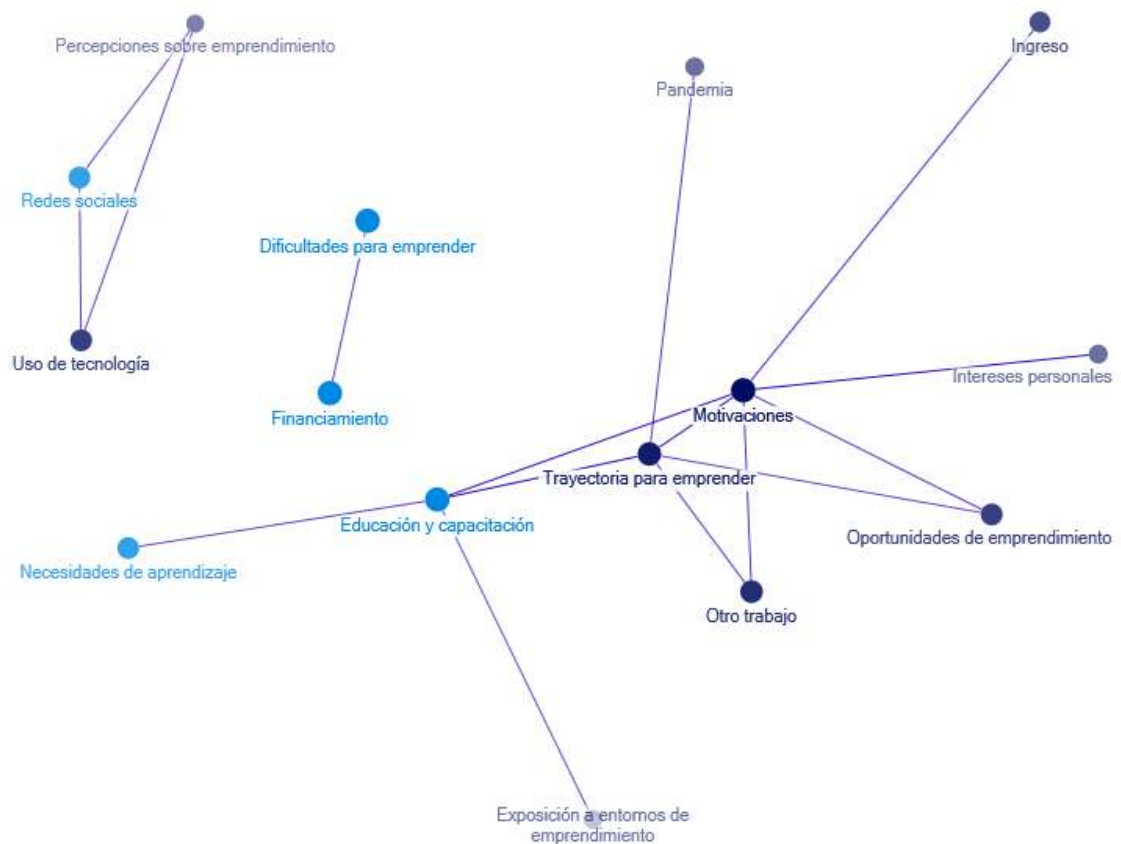 Percepciones sobre emprendimiento
Ingreso
Pandemia
Redes sociales
Dificultades para emprender
Uso de tecnología
Intereses personales
Financiamiento
Motivaciones
Trayectoria para emprender
Educación y capacitación
Oportunidades de emprendimiento
Necesidades de aprendizaje
Otro trabajo
Exposición a entornos de
emprendimiento